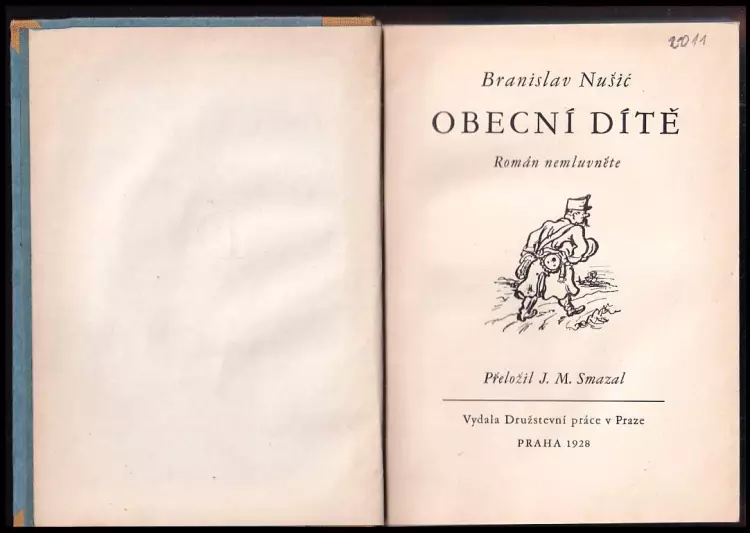 2011
Branislav Nušić
OBECNÍ DÍTĚ
Román nemluvněte
Přeložil J. M. Smazal
Vydala Družstevní práce v Praze
PRAHA 1928